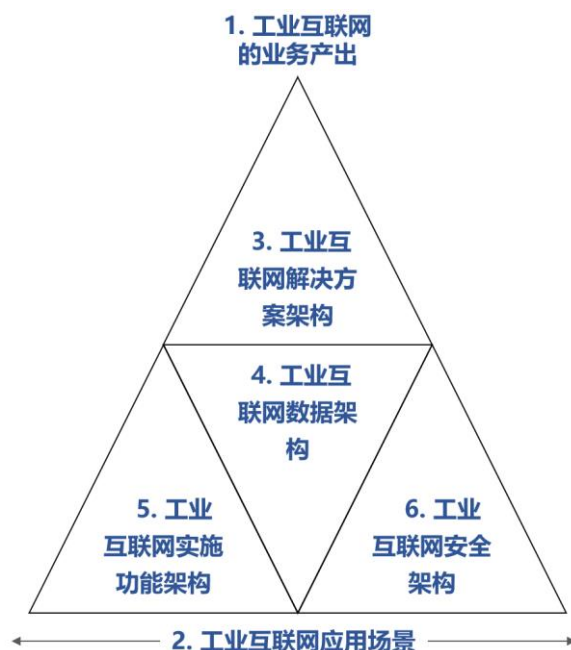 1. 工业互联网
的业务产出
3. 工业互
联网解决方
案架构
4. 工业互
联网数据架
构
5. 工业
互联网实施
功能架构
6. 工业
互联网安全
架构
2. 工业互联网应用场景